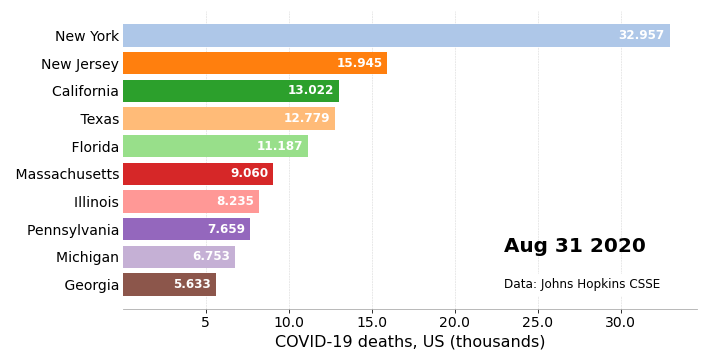 New York 32.957
New Jersey 15.945
California 13.022
Texas 12.779
Florida 11.187
Massachusetts 9.060
Illinois 8.235
Pennsylvania 7.659
Michigan 6.753
Georgia 5.633
Aug 31 2020
Data: Johns Hopkins CSSE
5 10.0 15.0 20.0 25.0 30.0
COVID-19 deaths, US (thousands)